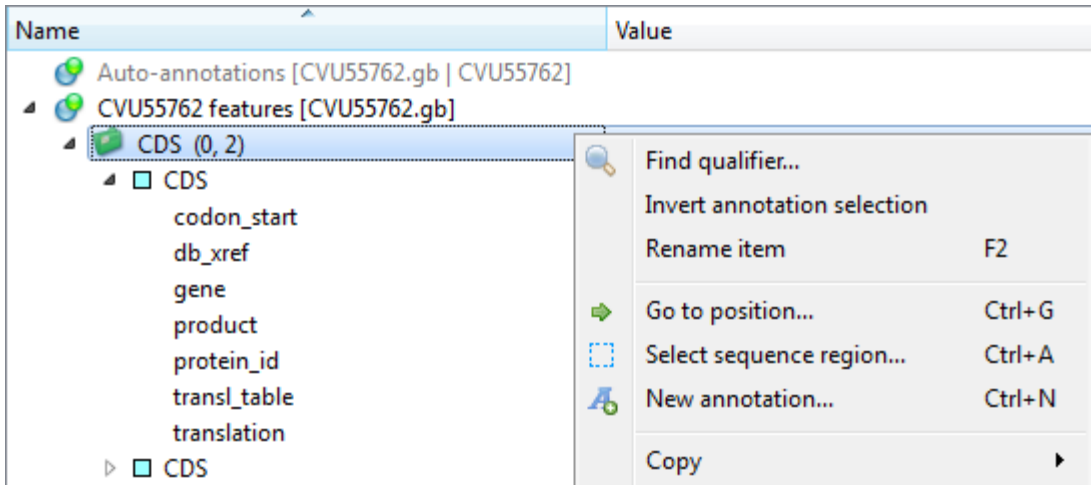 Name Value
Auto-annotations [CVU55762.gb | CVU55762]
CVU55762 features [CVU55762.gb]
CDS (0, 2)
CDS
codon_start
db_xref
gene
product
protein_id
transl_table
translation
CDS
Find qualifier...
Invert annotation selection
Rename item F2
Go to position... Ctrl+G
Select sequence region... Ctrl+A
New annotation... Ctrl+N
Copy